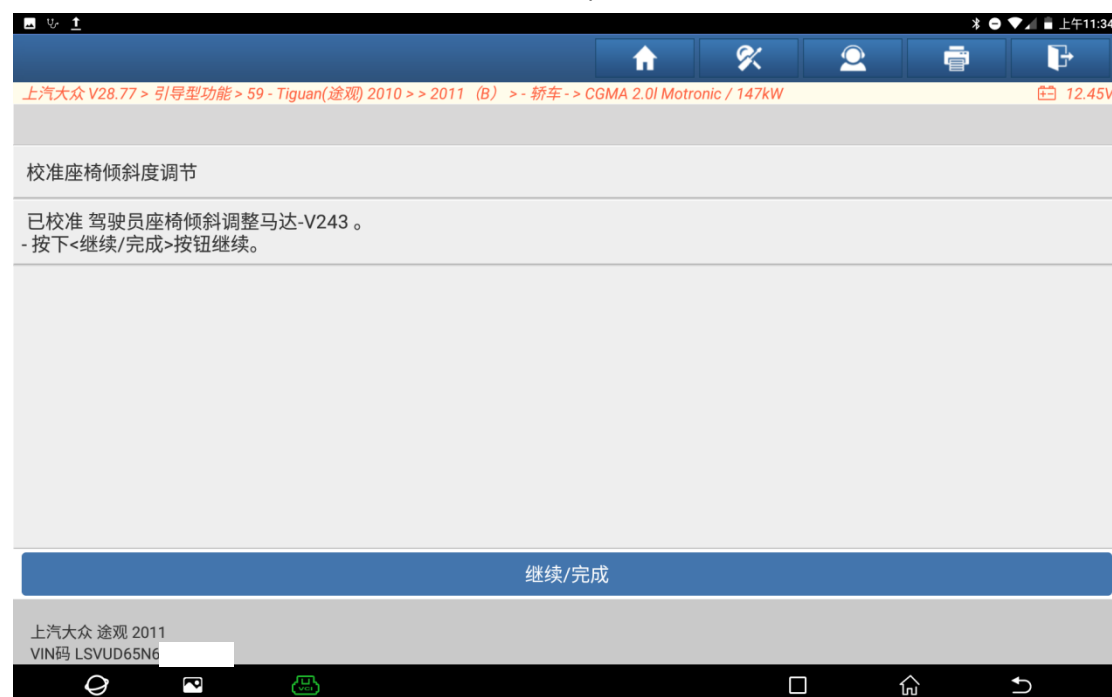 上午11:34
上汽大众 V28.77 > 引导型功能 > 59 - Tiguan(途观) 2010 > > 2011（B） > - 轿车 - > CGMA 2.0l Motronic / 147kW
12.45V
校准座椅倾斜度调节
已校准 驾驶员座椅倾斜调整马达-V243 。
- 按下<继续/完成>按钮继续。
继续/完成
上汽大众 途观 2011
VIN码 LSVUD65N6
VCI